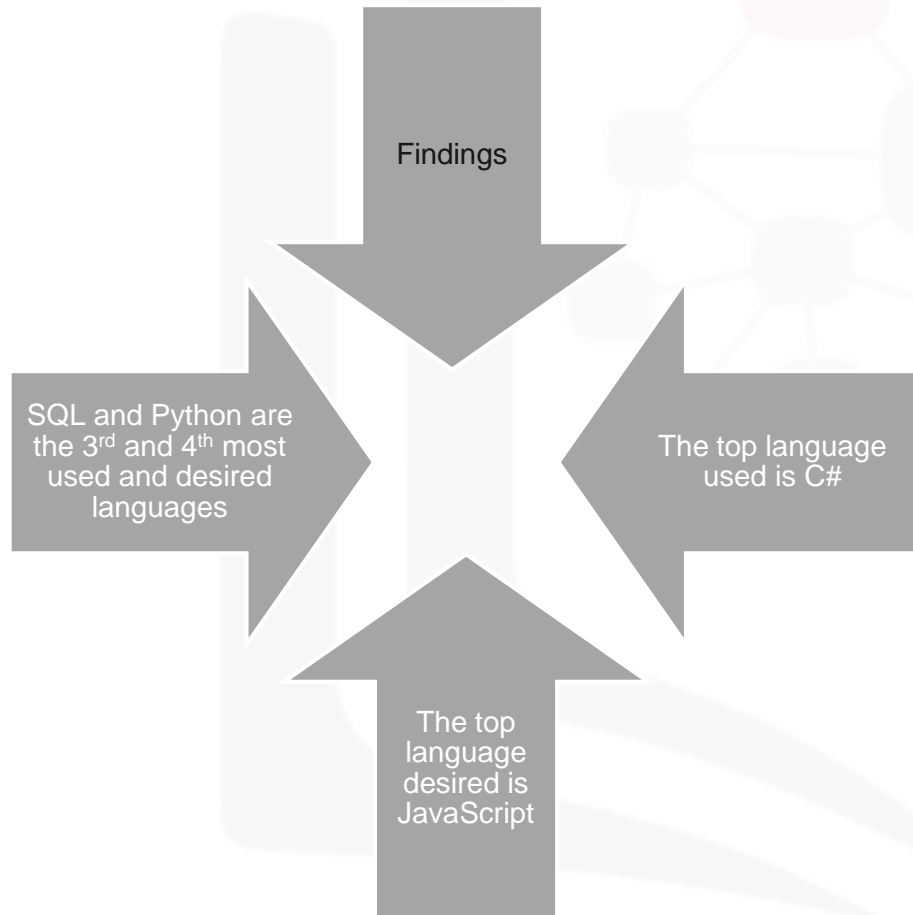 Findings
SQL and Python are
the 3rd and 4th most
used and desired
languages
The top language
used is C#
The top
language
desired is
JavaScript